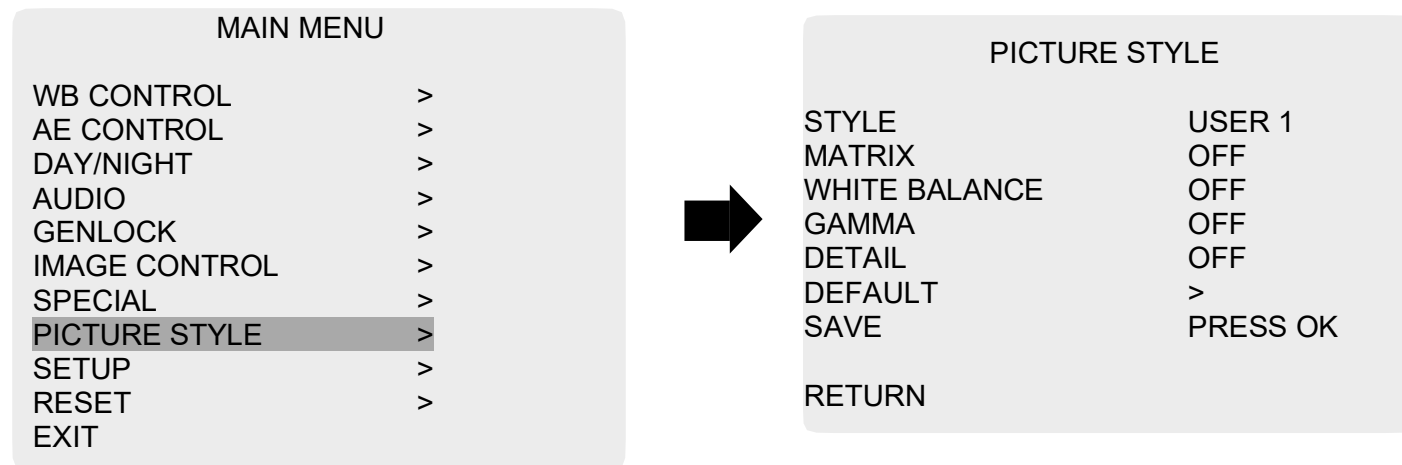 MAIN MENU
WB CONTROL >
AE CONTROL >
DAY/NIGHT >
AUDIO >
GENLOCK >
IMAGE CONTROL >
SPECIAL >
PICTURE STYLE >
SETUP >
RESET >
EXIT
PICTURE STYLE
STYLE USER 1
MATRIX OFF
WHITE BALANCE OFF
GAMMA OFF
DETAIL OFF
DEFAULT >
SAVE PRESS OK
RETURN